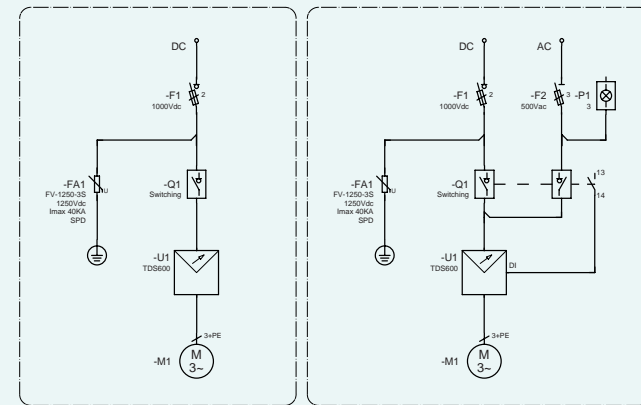 DC
-F1
1000Vdc
2
-FA1
FV-1250-3S
1250Vdc
Imax 40KA
SPD
U
-Q1
Switching
-U1
TDS600
3+PE
-M1
M
3~
DC
AC
-F1
1000Vdc
2
-F2
500Vac
3
-P1
3
-FA1
FV-1250-3S
1250Vdc
Imax 40KA
SPD
U
-Q1
Switching
13
14
-U1
TDS600
DI
3+PE
-M1
M
3~